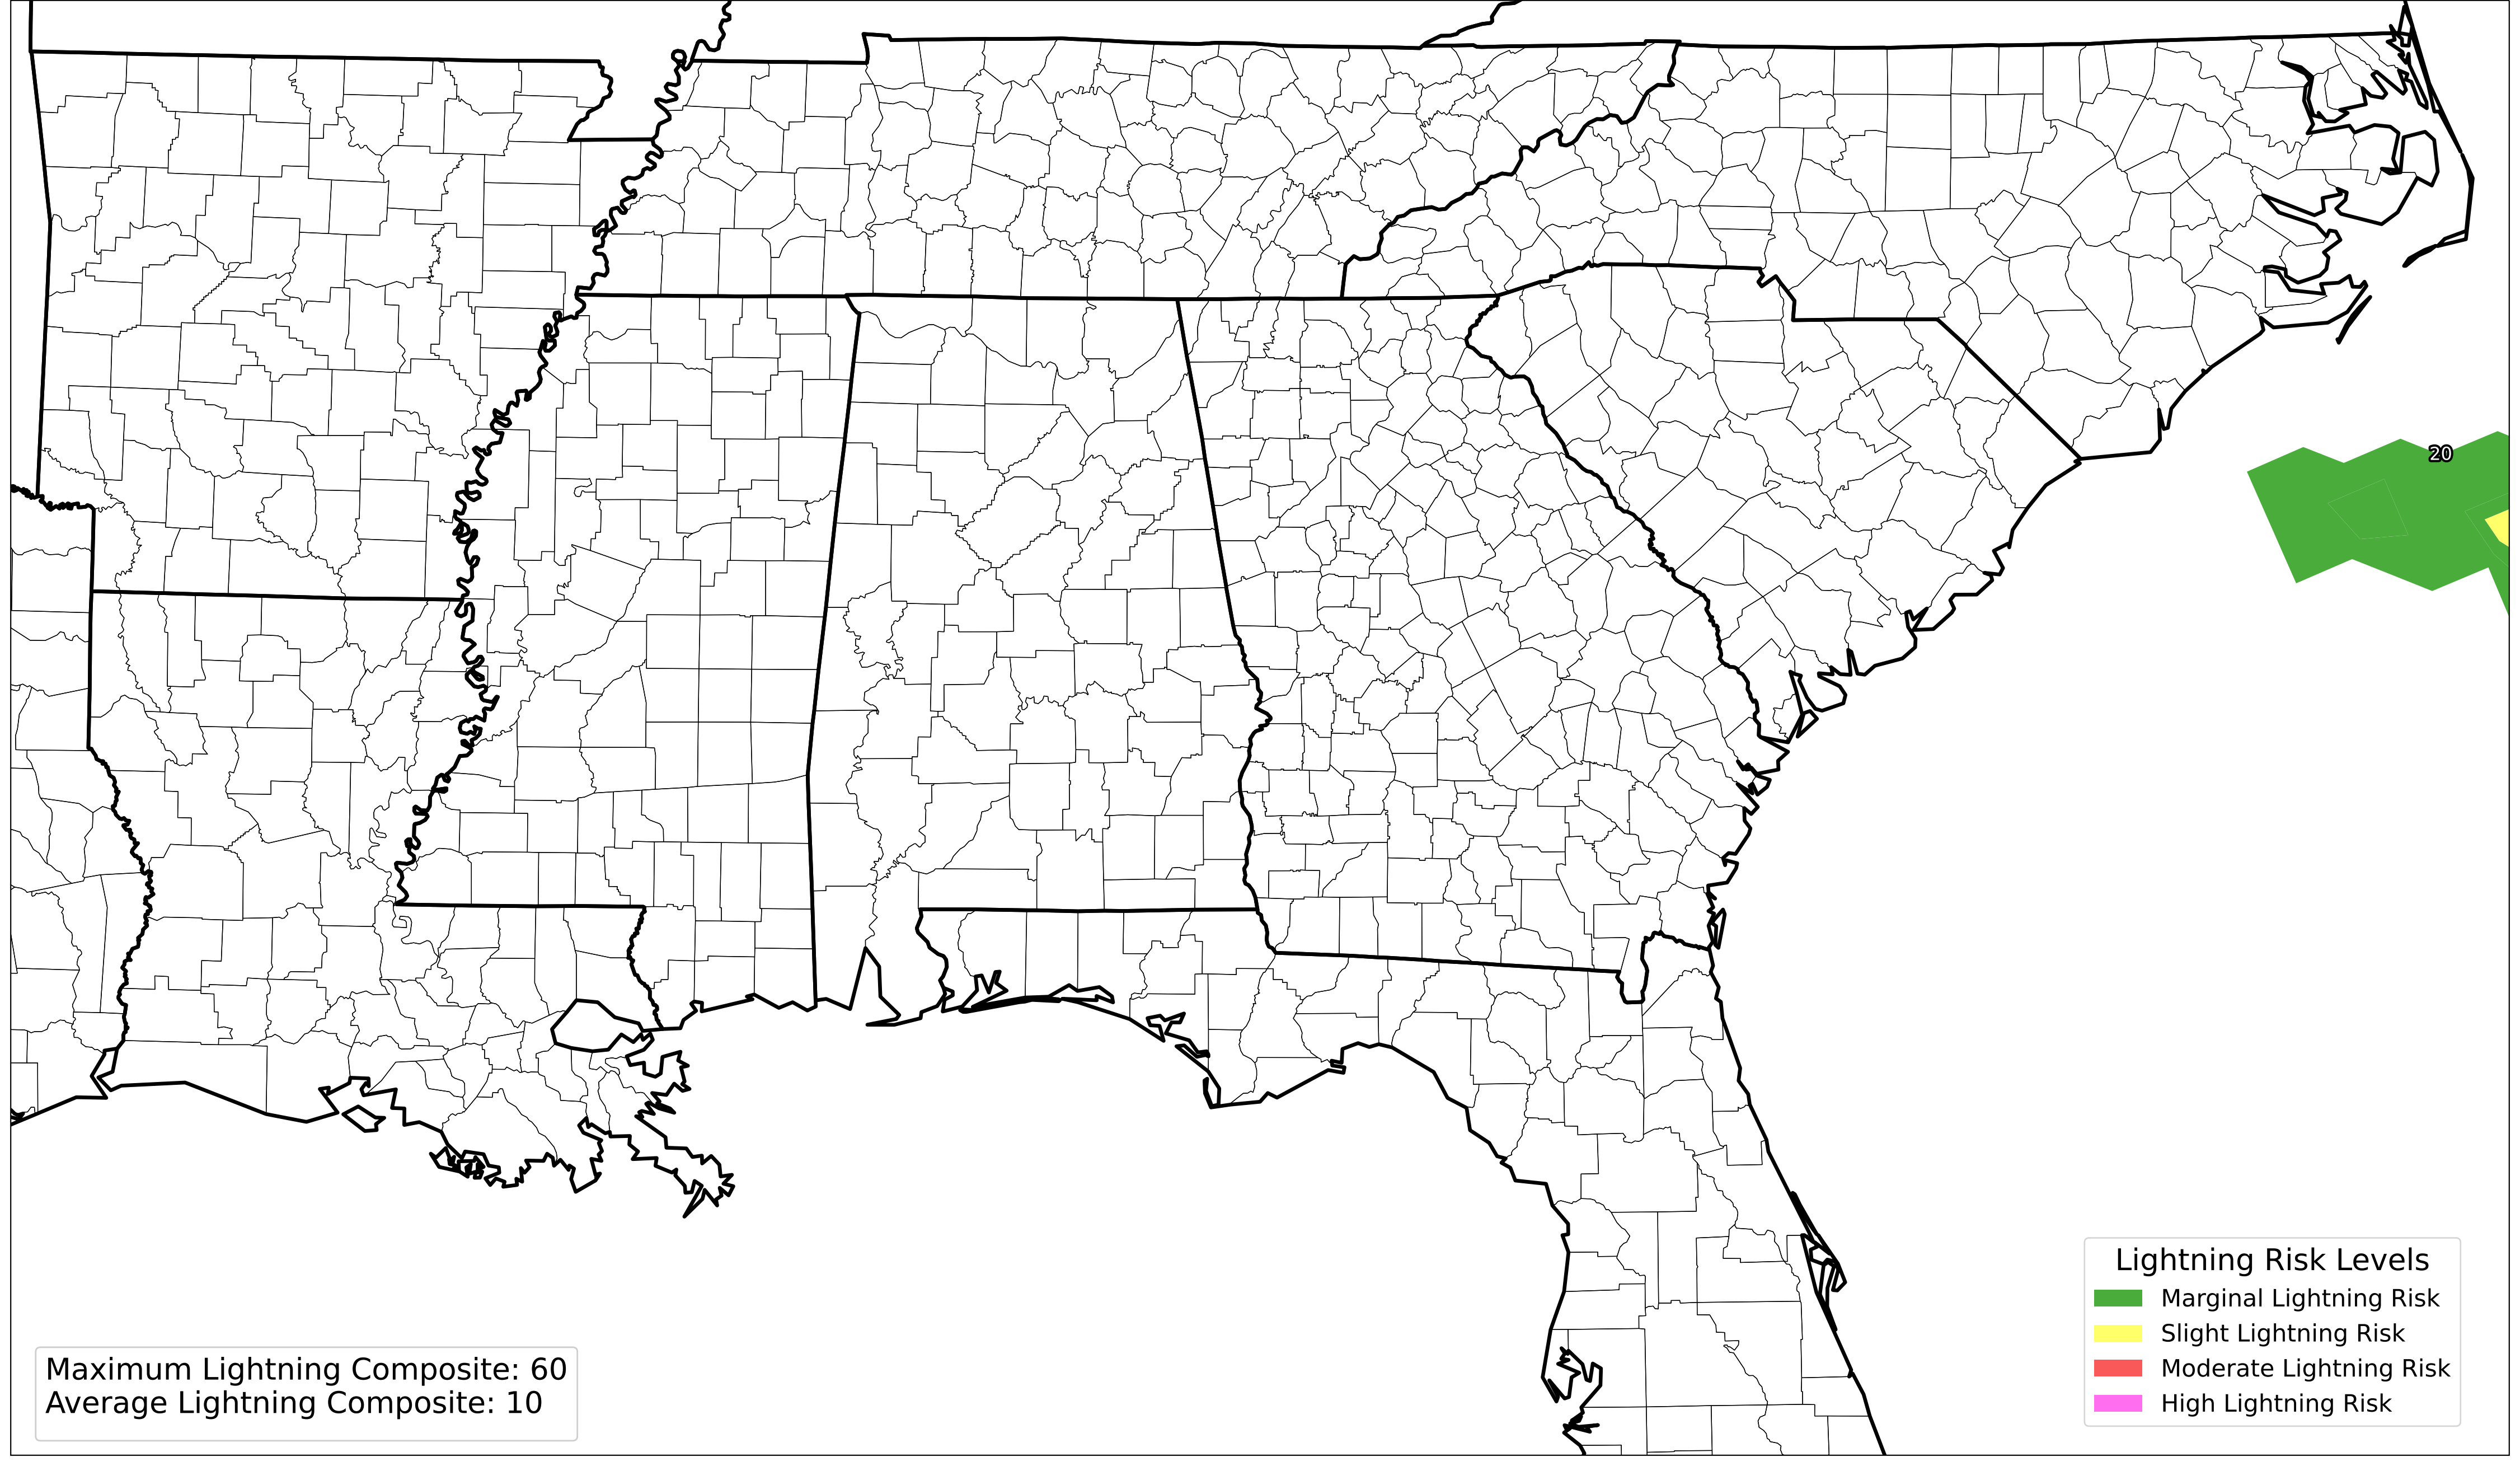 20
Lightning Risk Levels
Marginal Lightning Risk
Slight Lightning Risk
Moderate Lightning Risk
High Lightning Risk
Maximum Lightning Composite: 60
Average Lightning Composite: 10